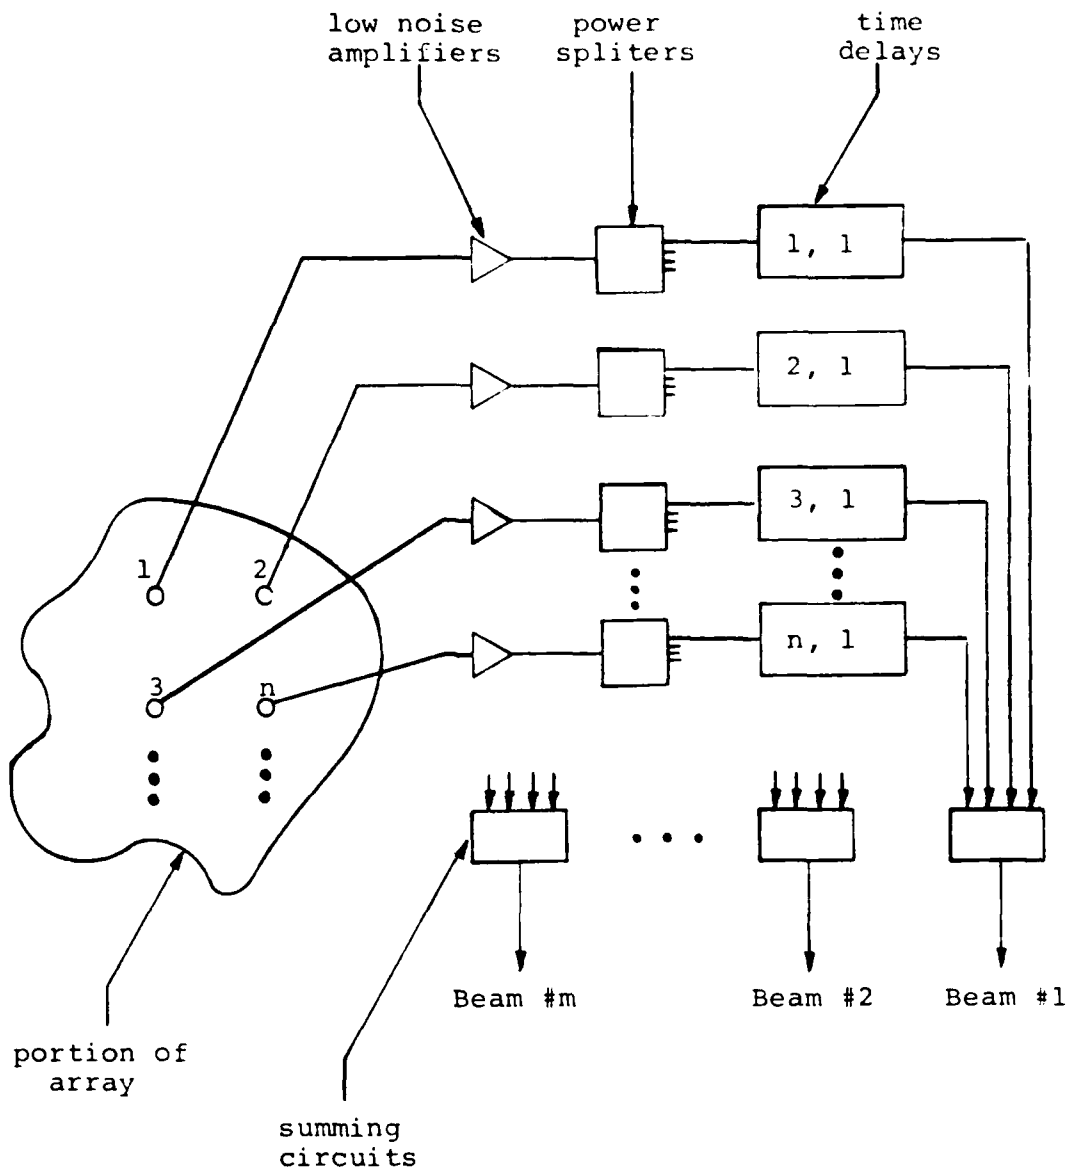 low noise
amplifiers
power
spliters
time
delays
1, 1
2, 1
3, 1
n, 1
1
2
3
n
Beam #m
Beam #2
Beam #1
portion of
array
summing
circuits